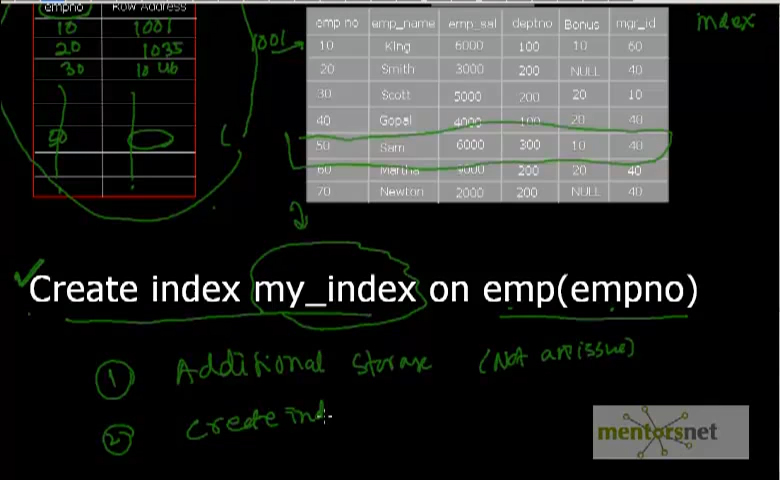 empno Row Address
10 1001
20 1035
30 1046
50
1001
index
emp no emp_name emp_sal deptno Bonus mgr_id
10 King 6000 100 10 60
20 Smith 3000 200 NULL 40
30 Scott 5000 200 20 10
40 Gopal 4000 100 20 40
50 Sam 6000 300 10 40
60 Martha 4000 200 20 40
70 Newton 2000 200 NULL 40
Create index my_index on emp(empno)
1 Additional storage (Not an issue)
2 Create ind
mentorsnet